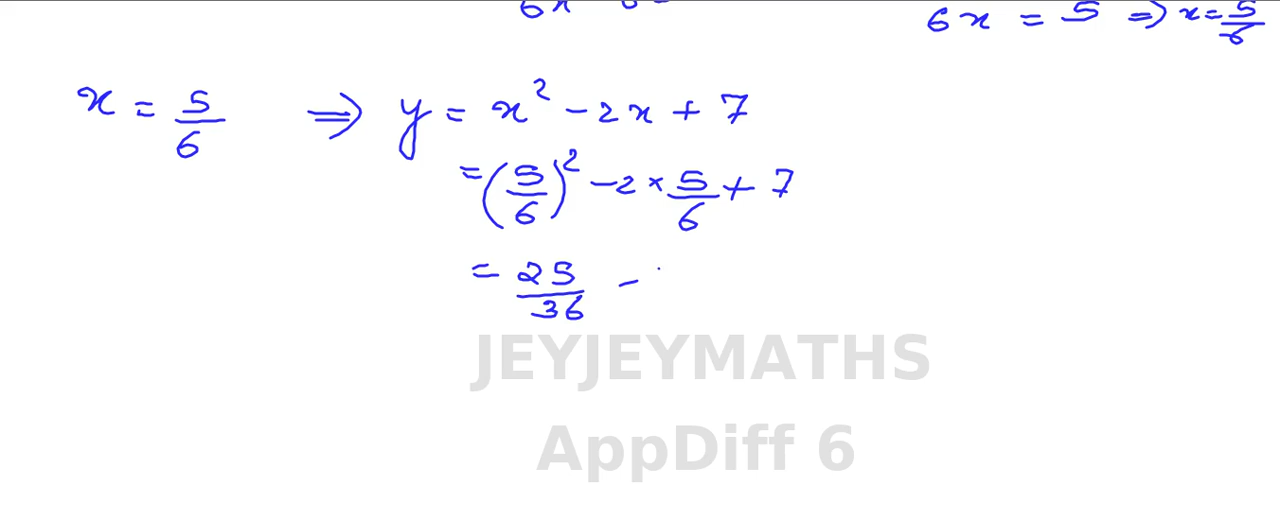 6x = 5 ⇒ x = 5/6
x = 5/6 ⇒ y = x² - 2x + 7
= (5/6)² - 2 × 5/6 + 7
= 25/36 -
JEYJEYMATHS
AppDiff 6